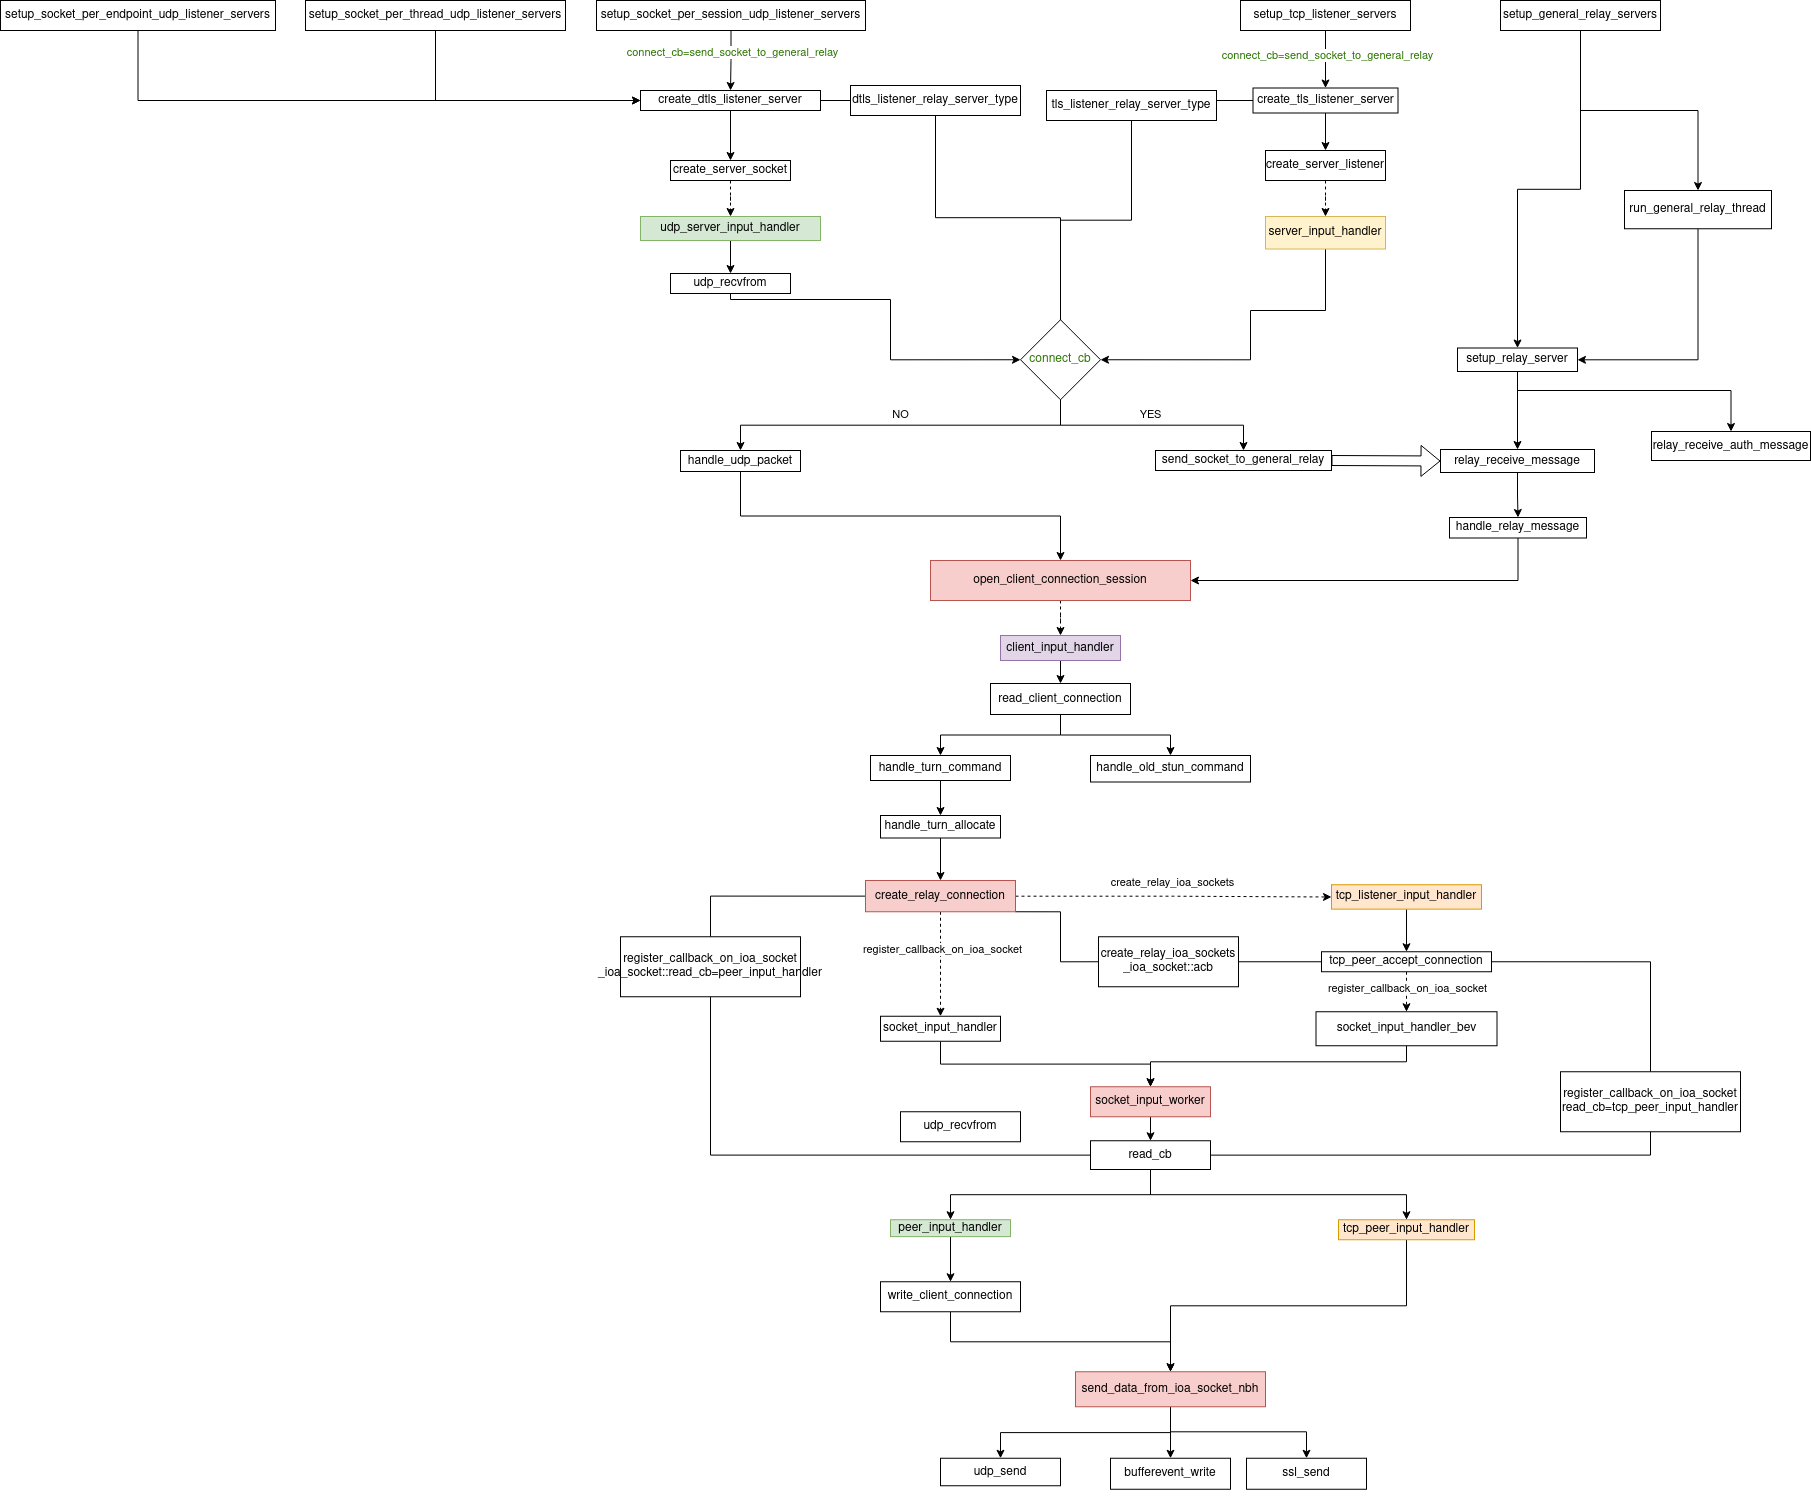 setup_socket_per_endpoint_udp_listener_servers
setup_socket_per_thread_udp_listener_servers
setup_socket_per_session_udp_listener_servers
setup_tcp_listener_servers
setup_general_relay_servers
connect_cb=send_socket_to_general_relay
connect_cb=send_socket_to_general_relay
create_dtls_listener_server
dtls_listener_relay_server_type
tls_listener_relay_server_type
create_tls_listener_server
create_server_socket
create_server_listener
run_general_relay_thread
udp_server_input_handler
server_input_handler
udp_recvfrom
connect_cb
setup_relay_server
NO
YES
relay_receive_auth_message
handle_udp_packet
send_socket_to_general_relay
relay_receive_message
handle_relay_message
open_client_connection_session
client_input_handler
read_client_connection
handle_turn_command
handle_old_stun_command
handle_turn_allocate
create_relay_connection
create_relay_ioa_sockets
tcp_listener_input_handler
register_callback_on_ioa_socket
_ioa_socket::read_cb=peer_input_handler
register_callback_on_ioa_socket
create_relay_ioa_sockets
_ioa_socket::acb
tcp_peer_accept_connection
register_callback_on_ioa_socket
socket_input_handler
socket_input_handler_bev
socket_input_worker
register_callback_on_ioa_socket
read_cb=tcp_peer_input_handler
udp_recvfrom
read_cb
peer_input_handler
tcp_peer_input_handler
write_client_connection
send_data_from_ioa_socket_nbh
udp_send
bufferevent_write
ssl_send